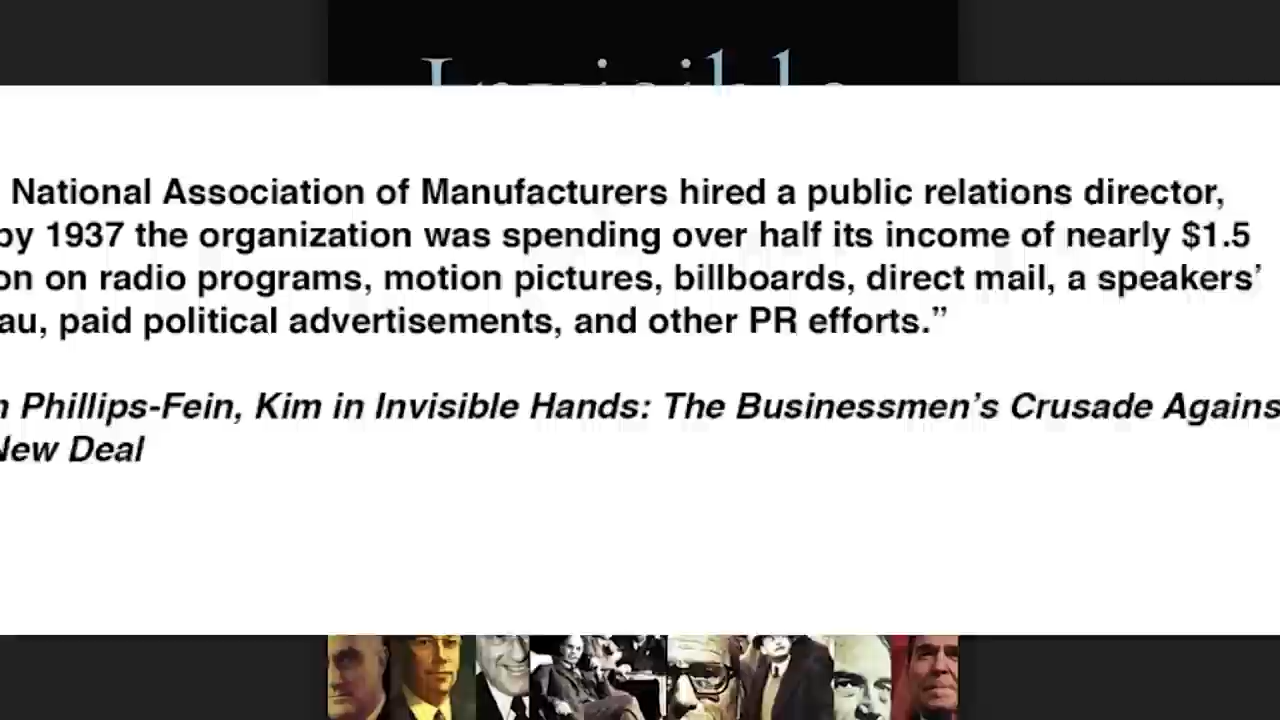 Invisible
National Association of Manufacturers hired a public relations director,
by 1937 the organization was spending over half its income of nearly $1.5
on on radio programs, motion pictures, billboards, direct mail, a speakers’
au, paid political advertisements, and other PR efforts.”
n Phillips-Fein, Kim in Invisible Hands: The Businessmen’s Crusade Agains
New Deal